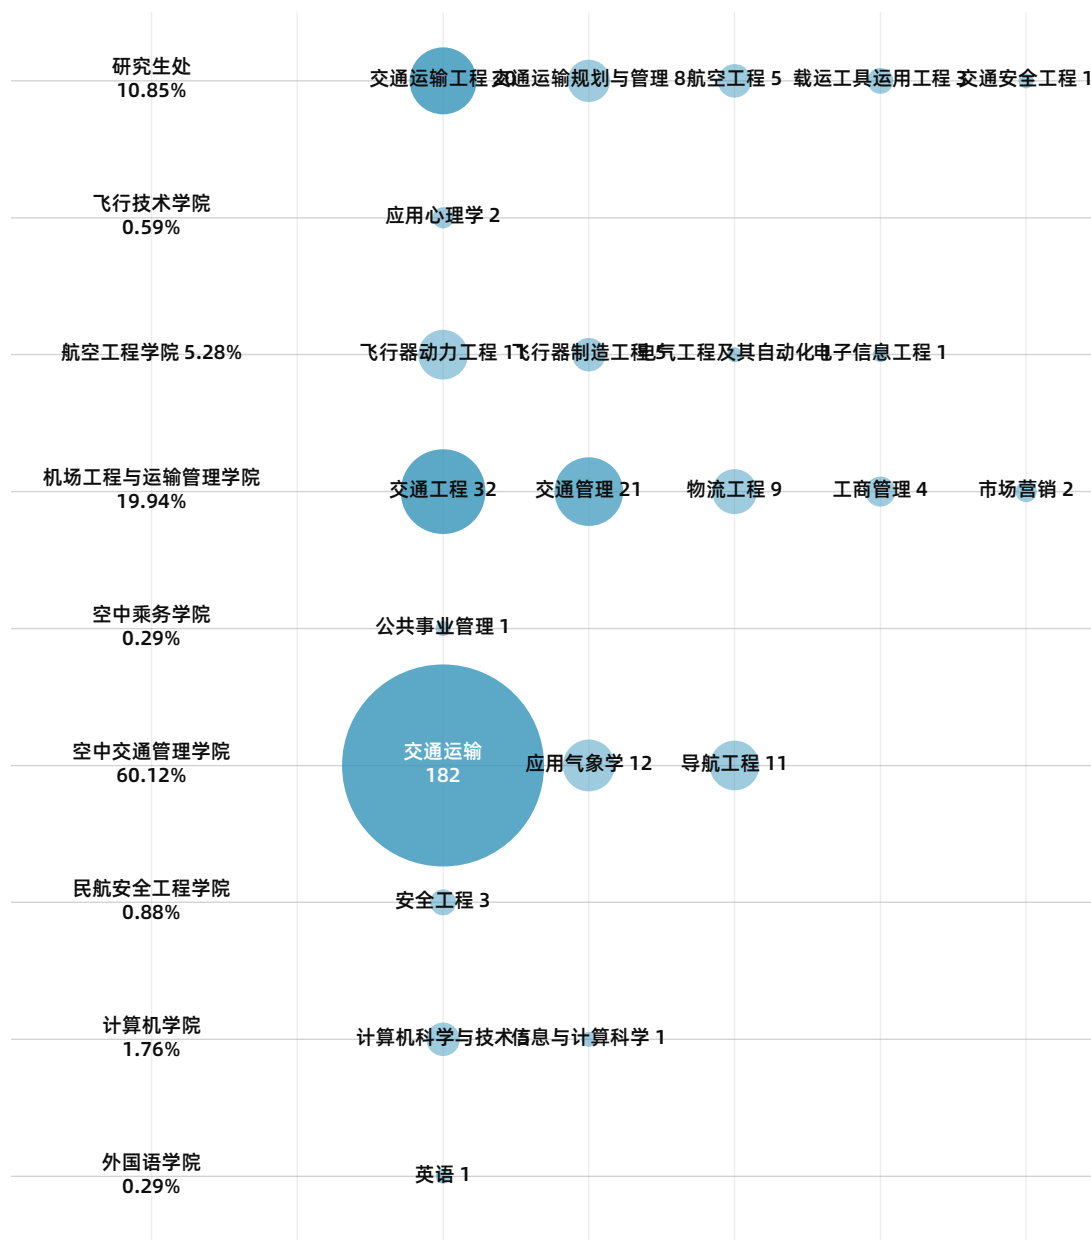 研究生处
10.85%
交通运输工程 20
交通运输规划与管理 8
航空工程 5
载运工具运用工程 3
交通安全工程 1
飞行技术学院
0.59%
应用心理学 2
航空工程学院 5.28%
飞行器动力工程 11
飞行器制造工程 5
电气工程及其自动化 1
电子信息工程 1
机场工程与运输管理学院
19.94%
交通工程 32
交通管理 21
物流工程 9
工商管理 4
市场营销 2
空中乘务学院
0.29%
公共事业管理 1
空中交通管理学院
60.12%
交通运输
182
应用气象学 12
导航工程 11
民航安全工程学院
0.88%
安全工程 3
计算机学院
1.76%
计算机科学与技术 5
信息与计算科学 1
外国语学院
0.29%
英语 1